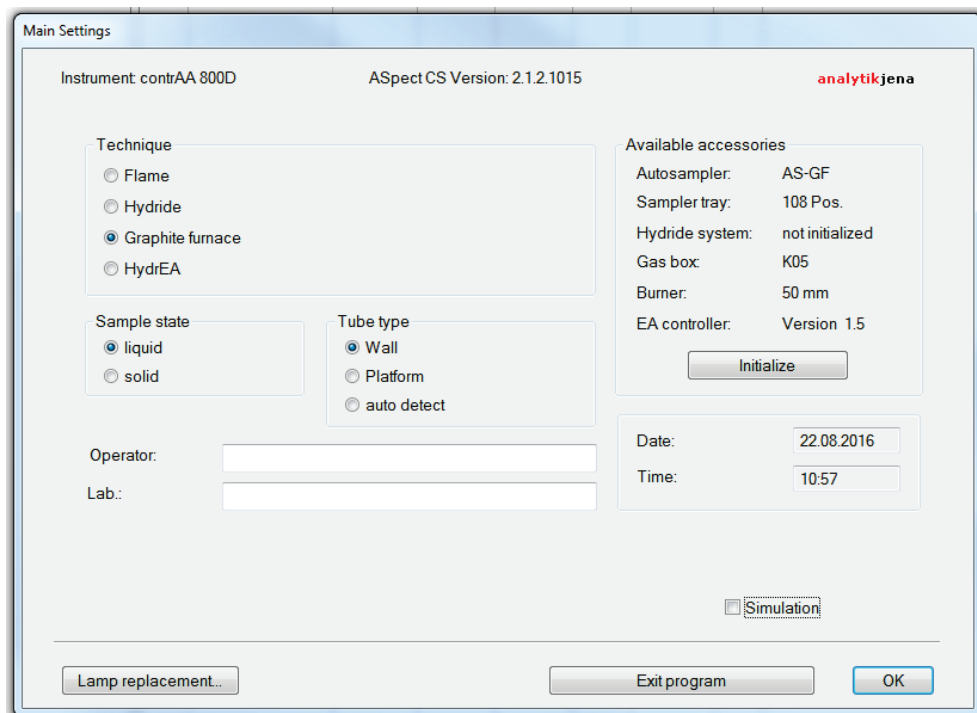 Main Settings
Instrument: contrAA 800D
ASpect CS Version: 2.1.2.1015
analytikjena
Technique
Flame
Hydride
Graphite furnace
HydrEA
Sample state
liquid
solid
Tube type
Wall
Platform
auto detect
Operator:
Lab.:
Available accessories
Autosampler: AS-GF
Sampler tray: 108 Pos.
Hydride system: not initialized
Gas box: K05
Burner: 50 mm
EA controller: Version 1.5
Initialize
Date: 22.08.2016
Time: 10:57
Simulation
Lamp replacement...
Exit program
OK